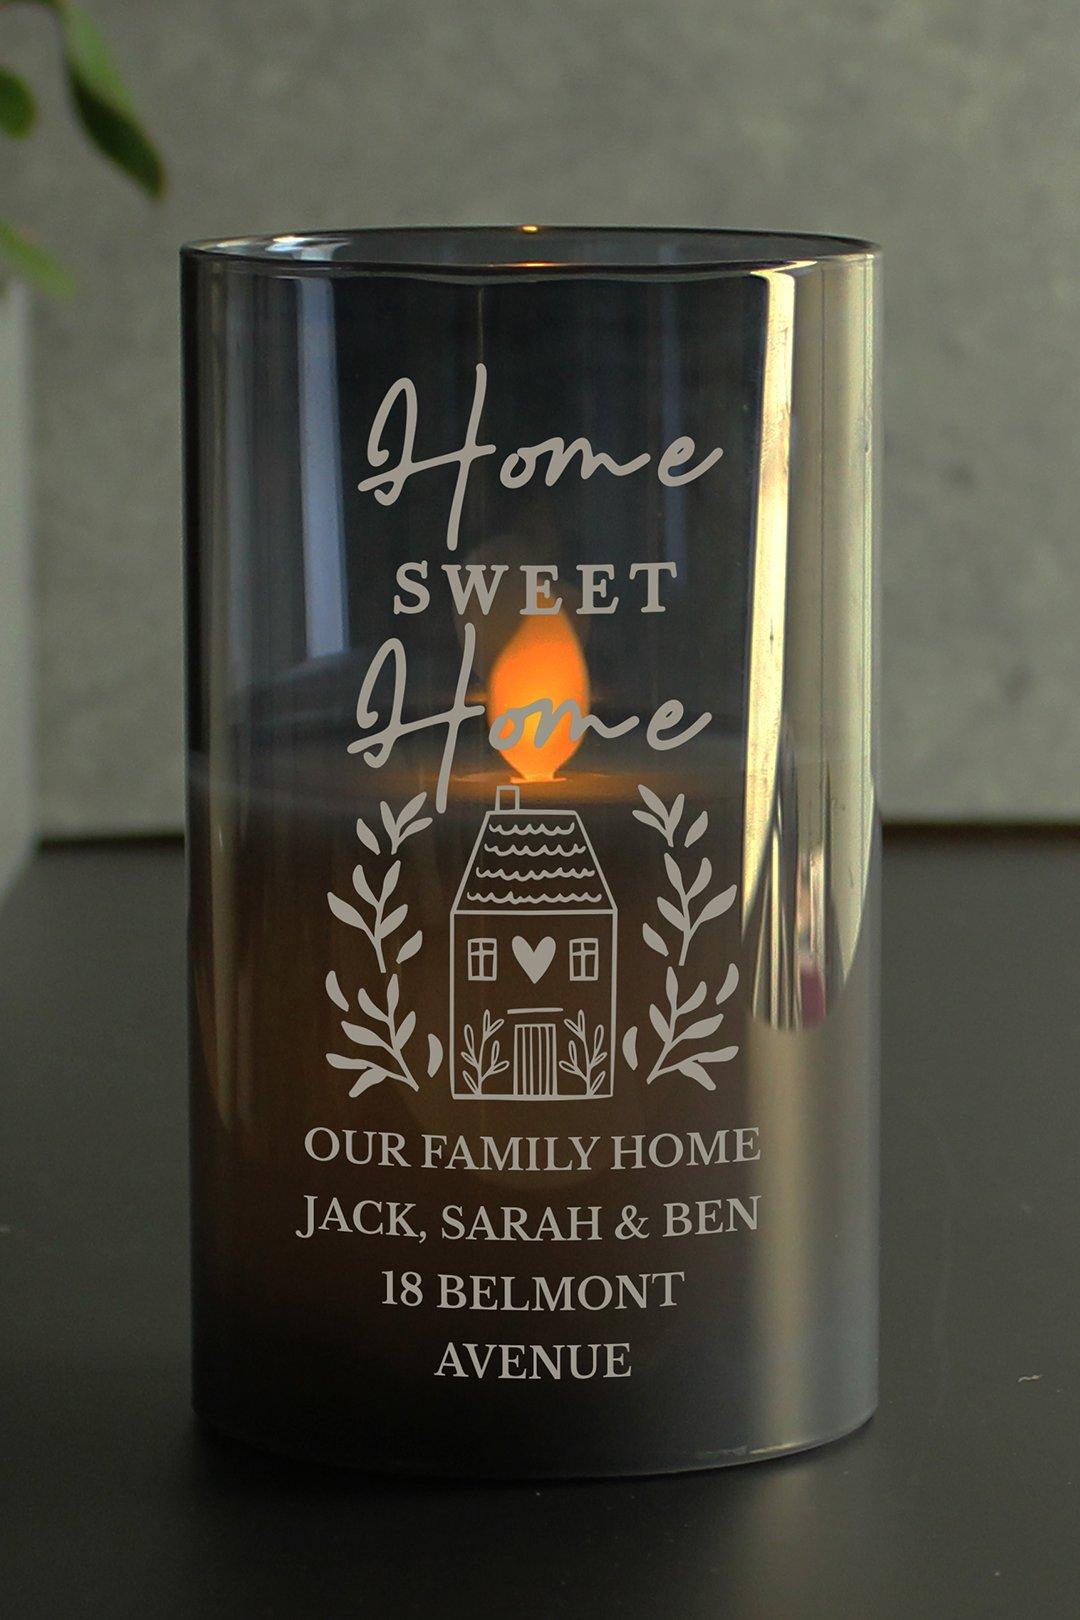 Home
SWEET
Home
OUR FAMILY HOME
JACK, SARAH & BEN
18 BELMONT
AVENUE